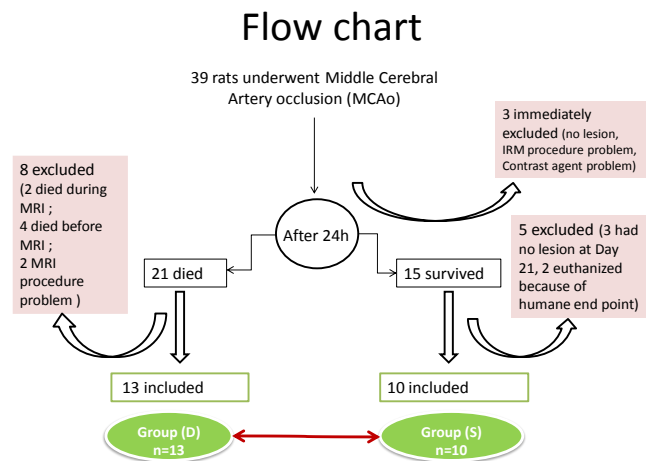 Flow chart
39 rats underwent Middle Cerebral
Artery occlusion (MCAo)
3 immediately
excluded (no lesion,
IRM procedure problem,
Contrast agent problem)
8 excluded
(2 died during
MRI ;
4 died before
MRI ;
2 MRI
procedure
problem )
After 24h
5 excluded (3 had
no lesion at Day
21, 2 euthanized
because of
humane end point)
21 died
15 survived
13 included
10 included
Group (D)
n=13
Group (S)
n=10